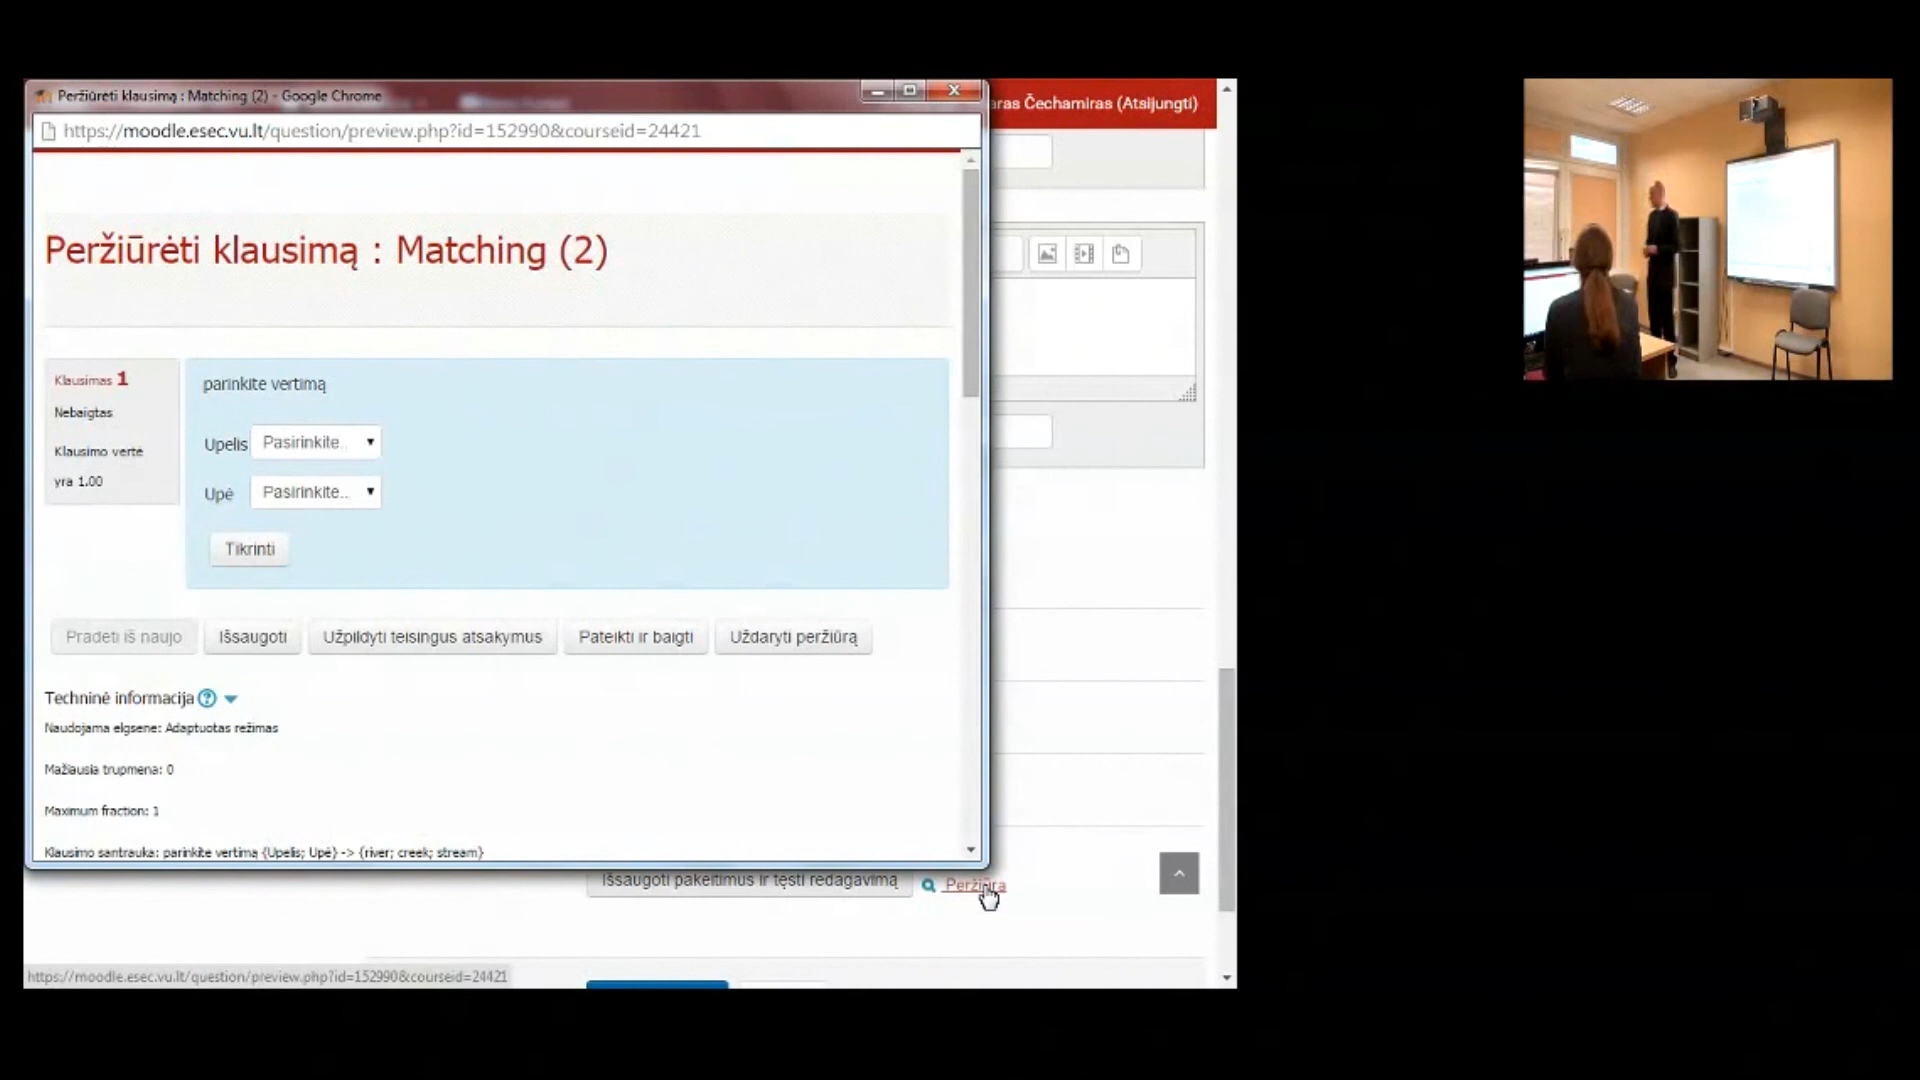 Peržiūrėti klausimą : Matching (2) - Google Chrome
https://moodle.esec.vu.lt/question/preview.php?id=152990&courseid=24421
Čechamiras (Atsijungti)
Peržiūrėti klausimą : Matching (2)
Klausimas 1
Nebaigtas
Klausimo vertė
yra 1.00
parinkite vertimą
Upelis Pasirinkite...
Upė Pasirinkite...
Tikrinti
Pradėti iš naujo
Išsaugoti
Užpildyti teisingus atsakymus
Pateikti ir baigti
Uždaryti peržiūrą
Techninė informacija
Naudojama elgsenė: Adaptuotas režimas
Mažiausia trupmena: 0
Maximum fraction: 1
Klausimo santrauka: parinkite vertimą {Upelis; Upė} -> {river; creek; stream}
Išsaugoti pakeitimus ir tęsti redagavimą
Peržiūra
https://moodle.esec.vu.lt/question/preview.php?id=152990&courseid=24421